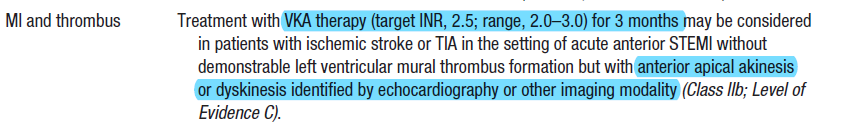 MI and thrombus Treatment with VKA therapy (target INR, 2.5; range, 2.0–3.0) for 3 months may be considered
in patients with ischemic stroke or TIA in the setting of acute anterior STEMI without
demonstrable left ventricular mural thrombus formation but with anterior apical akinesis
or dyskinesis identified by echocardiography or other imaging modality (Class IIb; Level of
Evidence C).